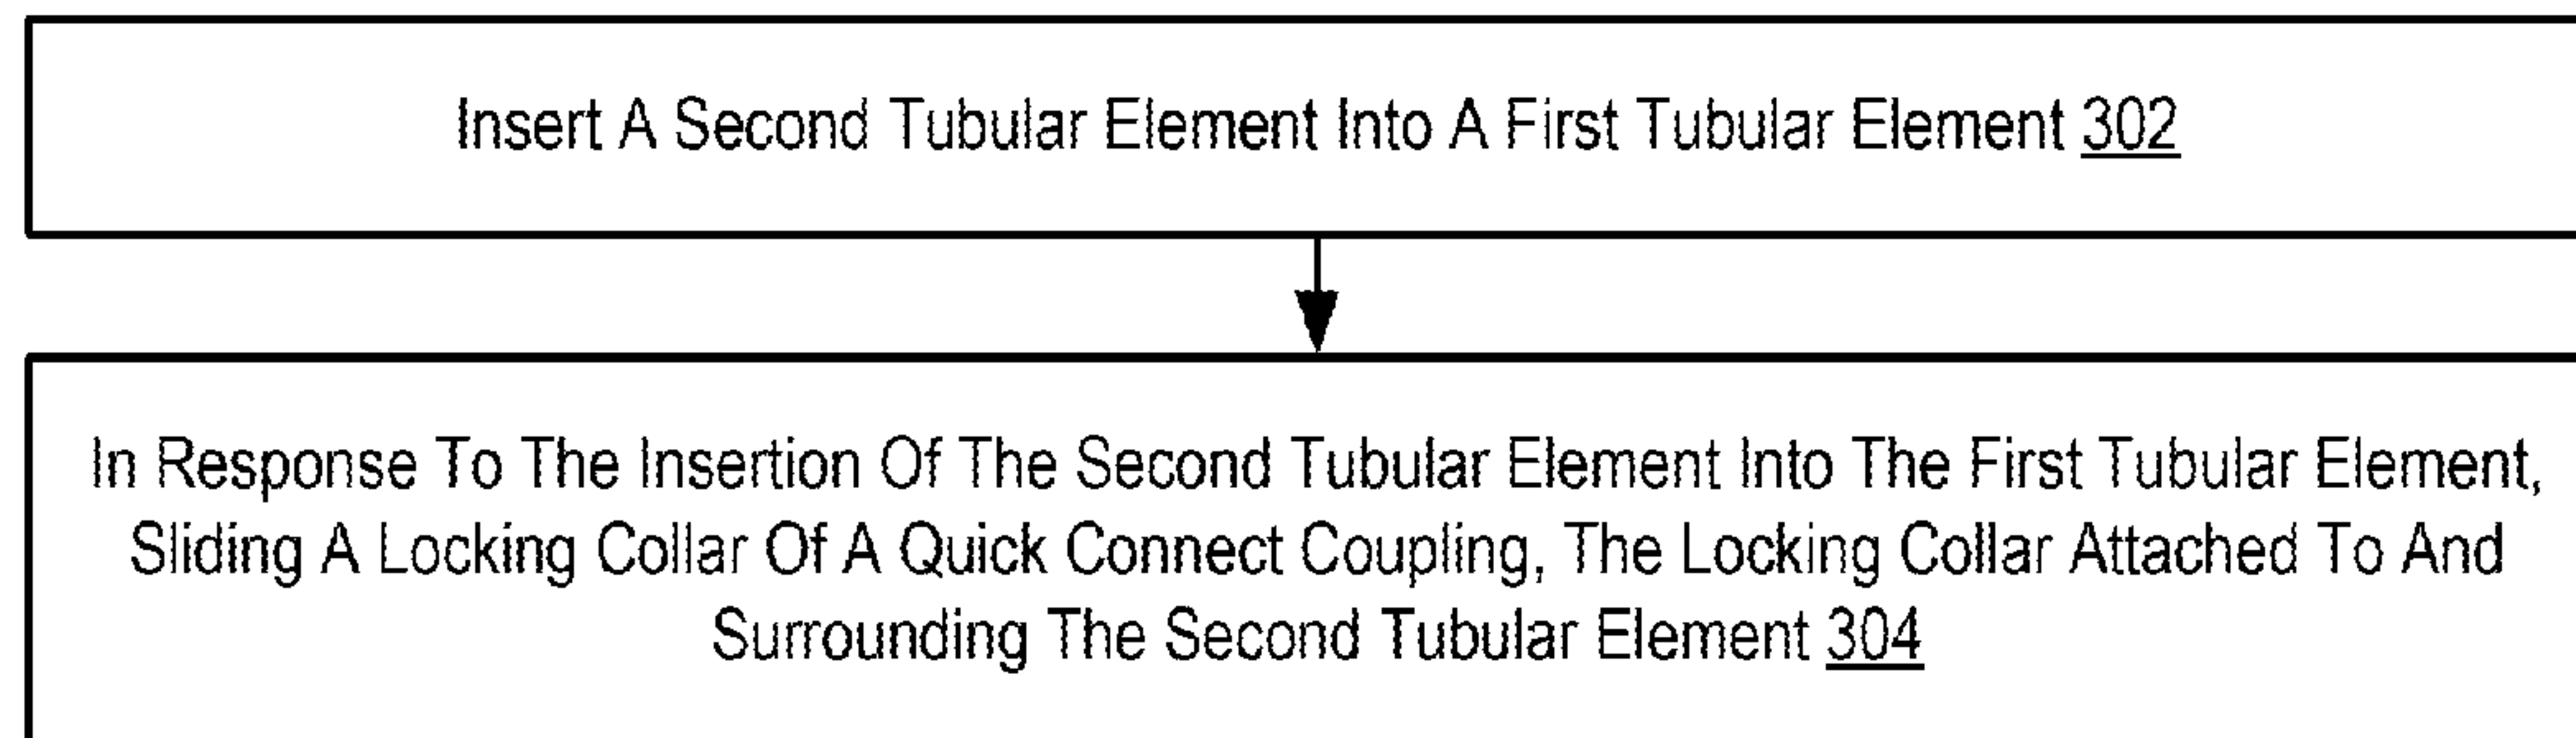 Insert A Second Tubular Element Into A First Tubular Element 302
In Response To The Insertion Of The Second Tubular Element Into The First Tubular Element,
Sliding A Locking Collar Of A Quick Connect Coupling, The Locking Collar Attached To And
Surrounding The Second Tubular Element 304